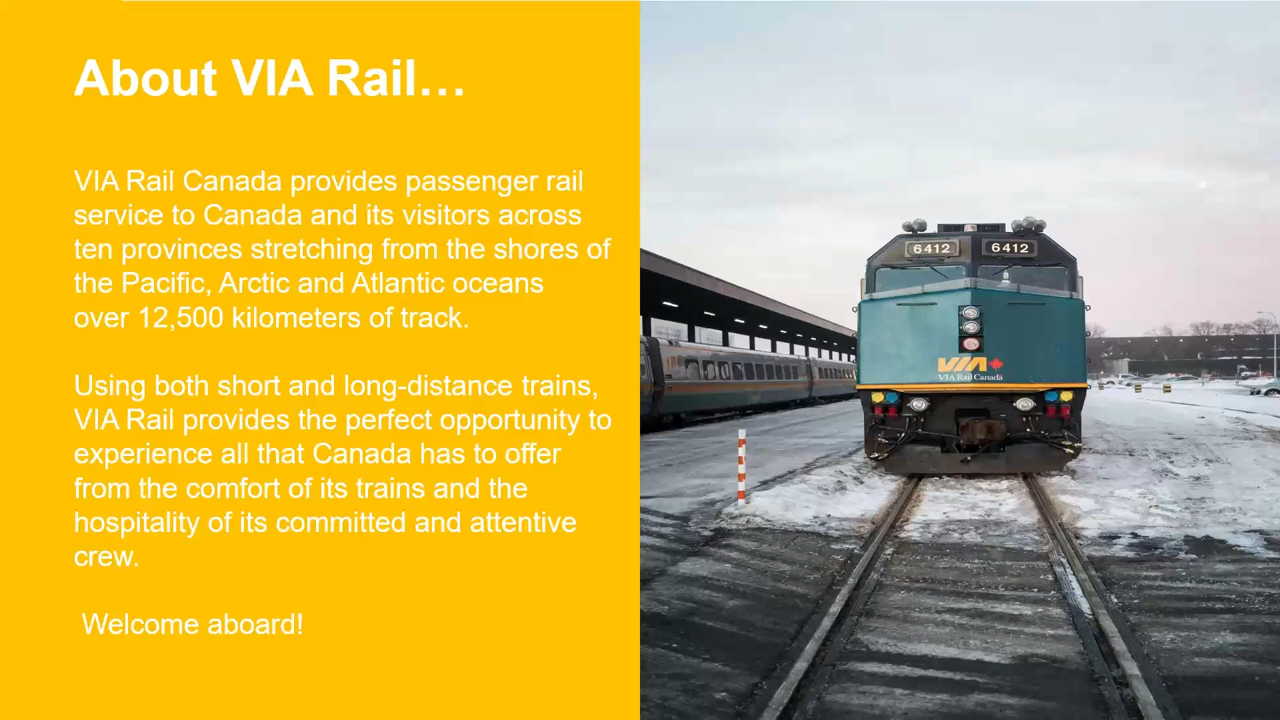 About VIA Rail…
VIA Rail Canada provides passenger rail
service to Canada and its visitors across
ten provinces stretching from the shores of
the Pacific, Arctic and Atlantic oceans
over 12,500 kilometers of track.
Using both short and long-distance trains,
VIA Rail provides the perfect opportunity to
experience all that Canada has to offer
from the comfort of its trains and the
hospitality of its committed and attentive
crew.
Welcome aboard!
6412 6412
VIA
VIA Rail Canada